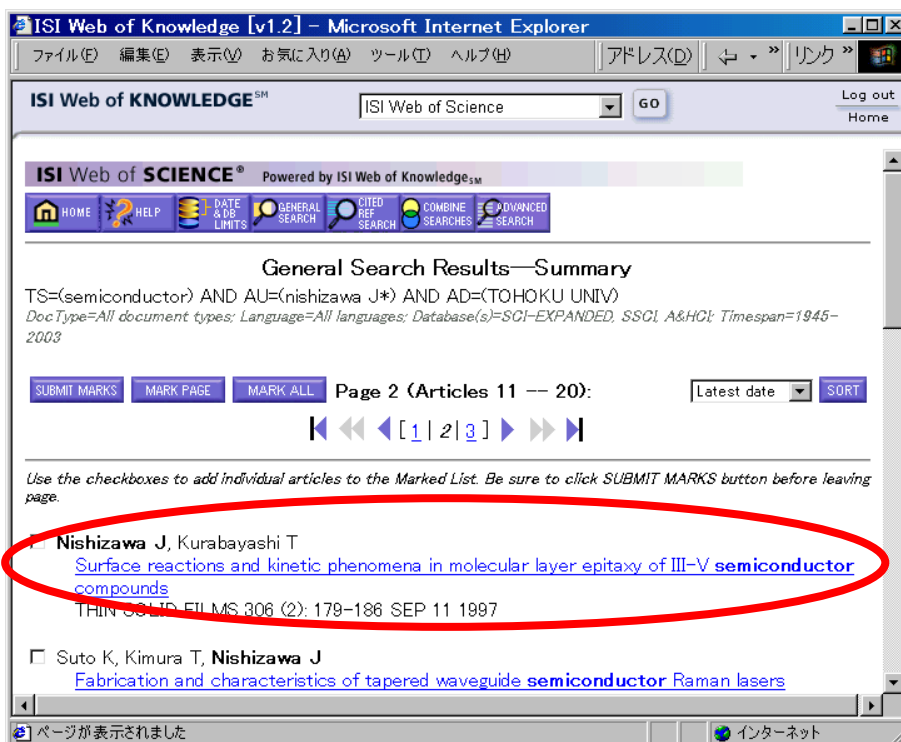 ISI Web of Knowledge [v1.2] - Microsoft Internet Explorer
ファイル(F) 編集(E) 表示(V) お気に入り(A) ツール(T) ヘルプ(H) アドレス(D) » リンク »
ISI Web of KNOWLEDGE℠ ISI Web of Science GO Log out
Home
ISI Web of SCIENCE® Powered by ISI Web of Knowledge℠
HOME HELP DATE & DB LIMITS GENERAL SEARCH CITED REF SEARCH COMBINE SEARCHES ADVANCED SEARCH
General Search Results—Summary
TS=(semiconductor) AND AU=(nishizawa J*) AND AD=(TOHOKU UNIV)
DocType=All document types; Language=All languages; Database(s)=SCI-EXPANDED, SSCI, A&HCI; Timespan=1945-
2003
SUBMIT MARKS MARK PAGE MARK ALL Page 2 (Articles 11 -- 20): Latest date SORT
[ 1 | 2 | 3 ]
Use the checkboxes to add individual articles to the Marked List. Be sure to click SUBMIT MARKS button before leaving
page.
Nishizawa J, Kurabayashi T
Surface reactions and kinetic phenomena in molecular layer epitaxy of III-V semiconductor
compounds
THIN SOLID FILMS 306 (2): 179-186 SEP 11 1997
Suto K, Kimura T, Nishizawa J
Fabrication and characteristics of tapered waveguide semiconductor Raman lasers
ページが表示されました インターネット